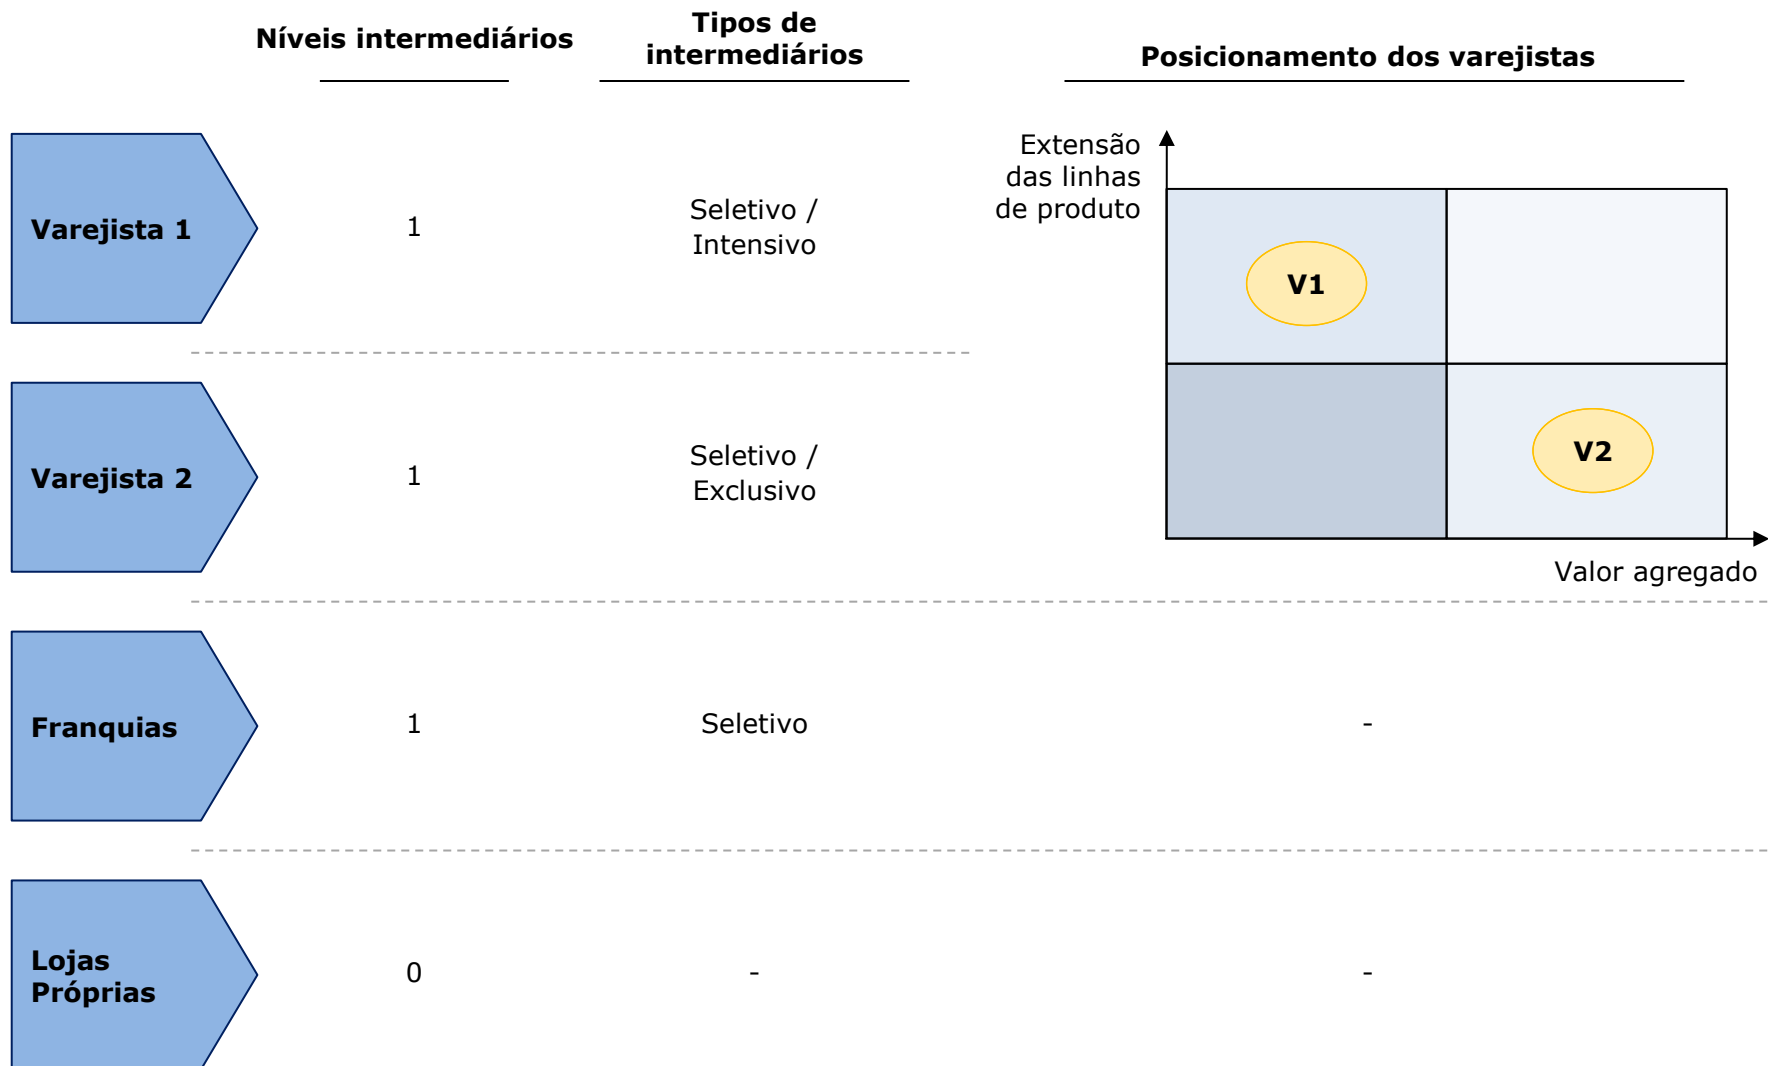 Níveis intermediários
Tipos de
intermediários
Posicionamento dos varejistas
Varejista 1
1
Seletivo /
Intensivo
Extensão
das linhas
de produto
V1
V2
Valor agregado
Varejista 2
1
Seletivo /
Exclusivo
Franquias
1
Seletivo
-
Lojas
Próprias
0
-
-